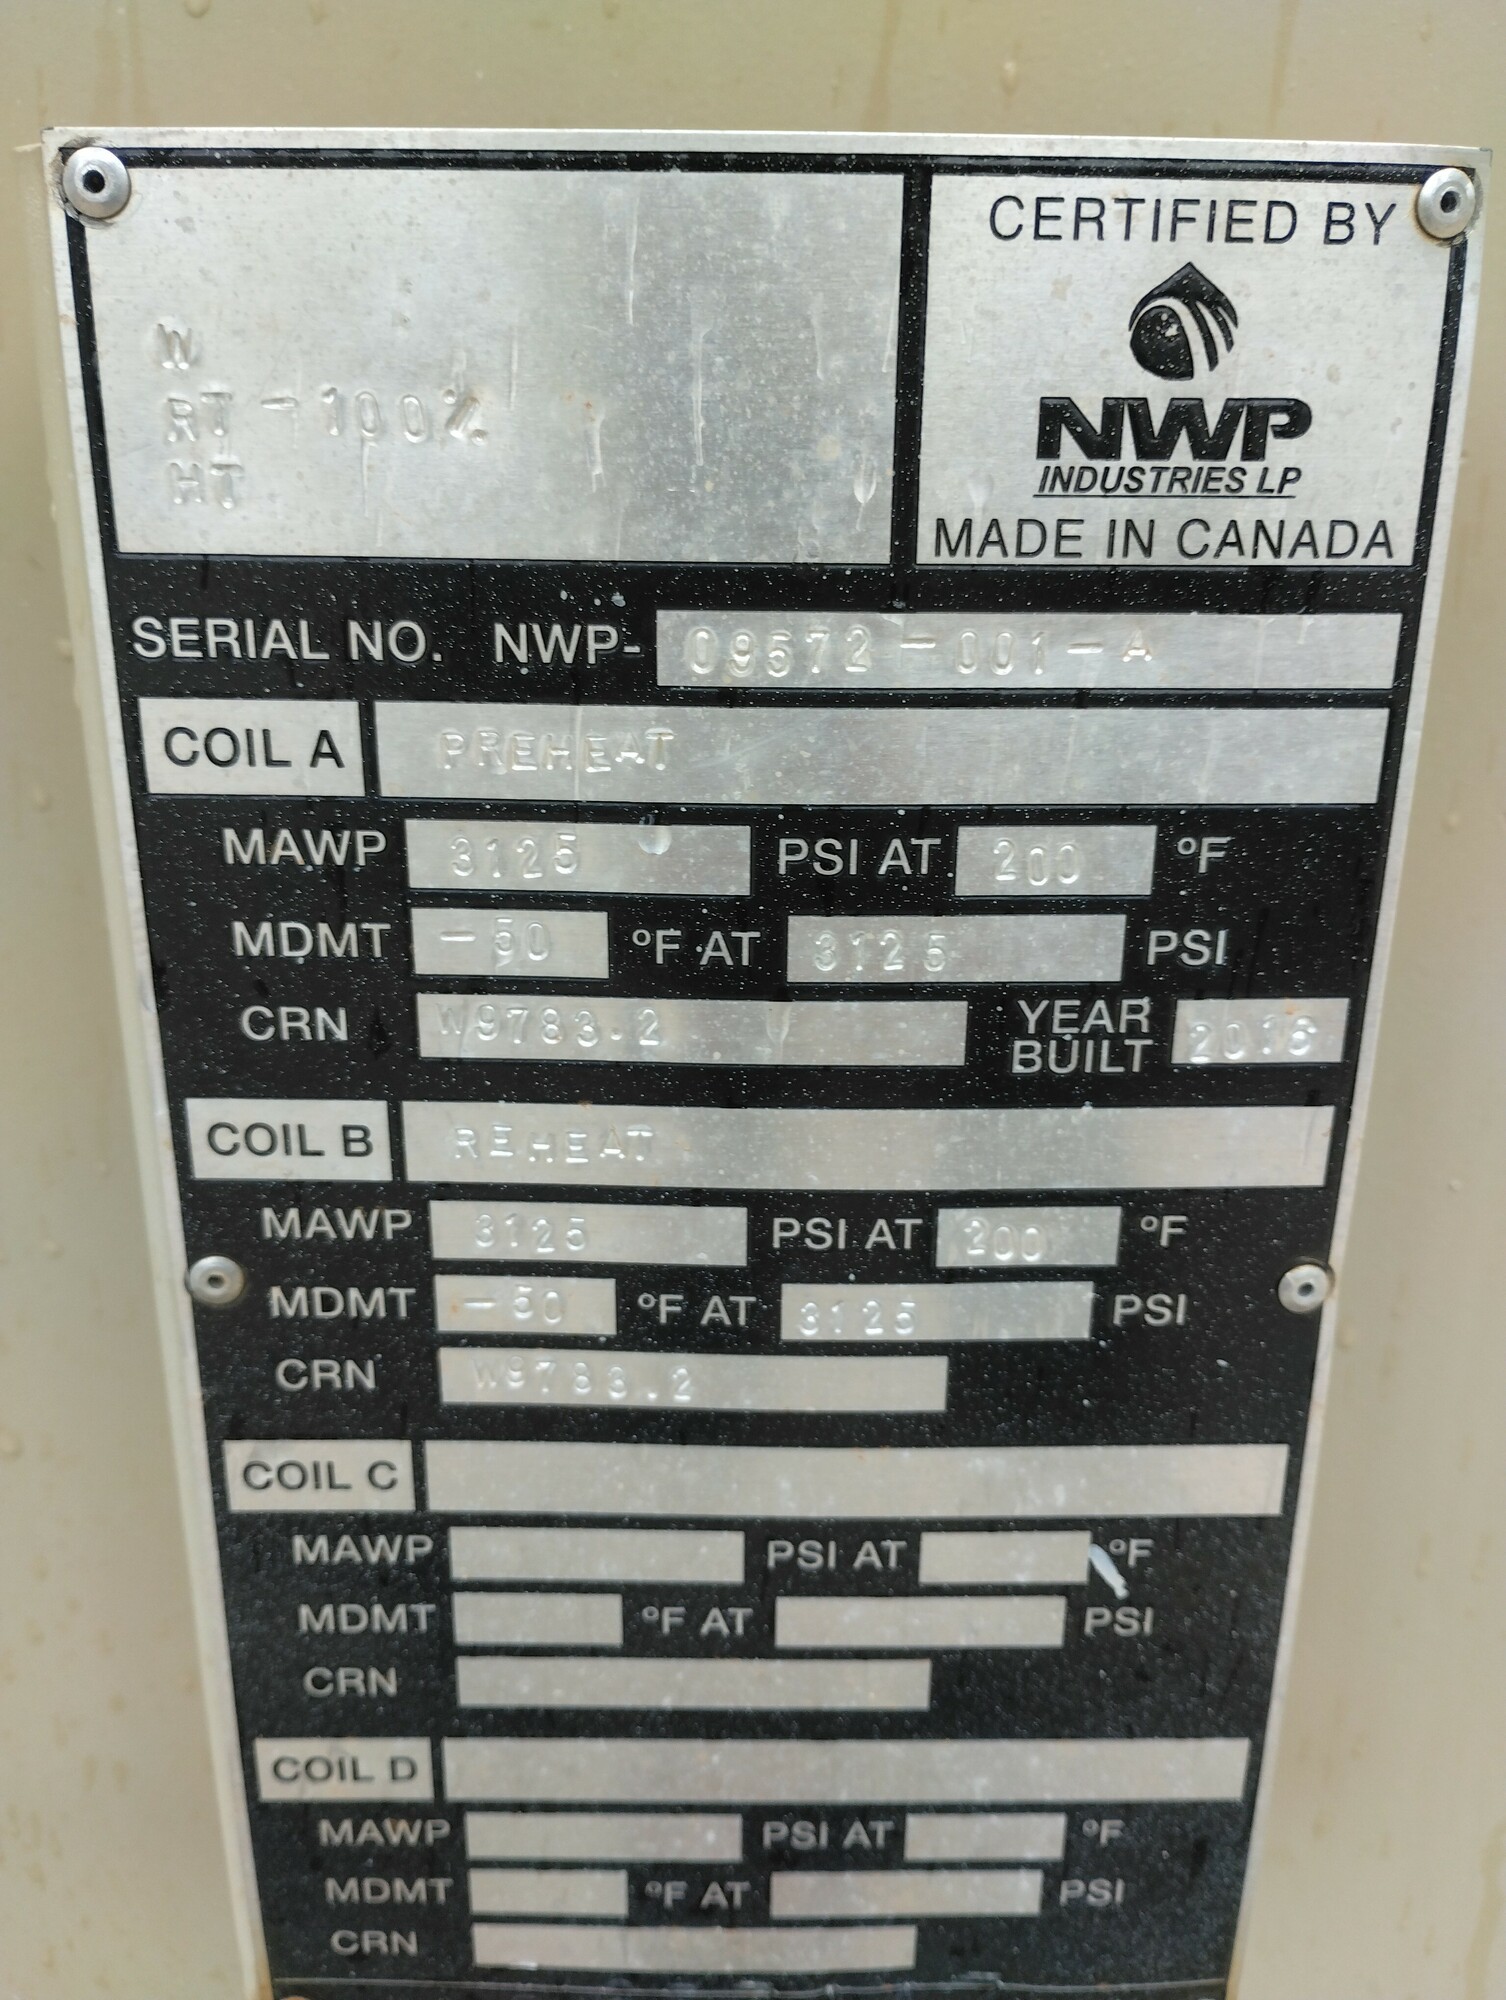 W
RT - 100%
HT
CERTIFIED BY
NWP
INDUSTRIES LP
MADE IN CANADA
SERIAL NO. NWP- 09572-001-A
COIL A PREHEAT
MAWP 3125 PSI AT 200 °F
MDMT -50 °F AT 3125 PSI
CRN W9783.2 YEAR BUILT 2016
COIL B REHEAT
MAWP 3125 PSI AT 200 °F
MDMT -50 °F AT 3125 PSI
CRN W9783.2
COIL C
MAWP PSI AT °F
MDMT °F AT PSI
CRN
COIL D
MAWP PSI AT °F
MDMT °F AT PSI
CRN